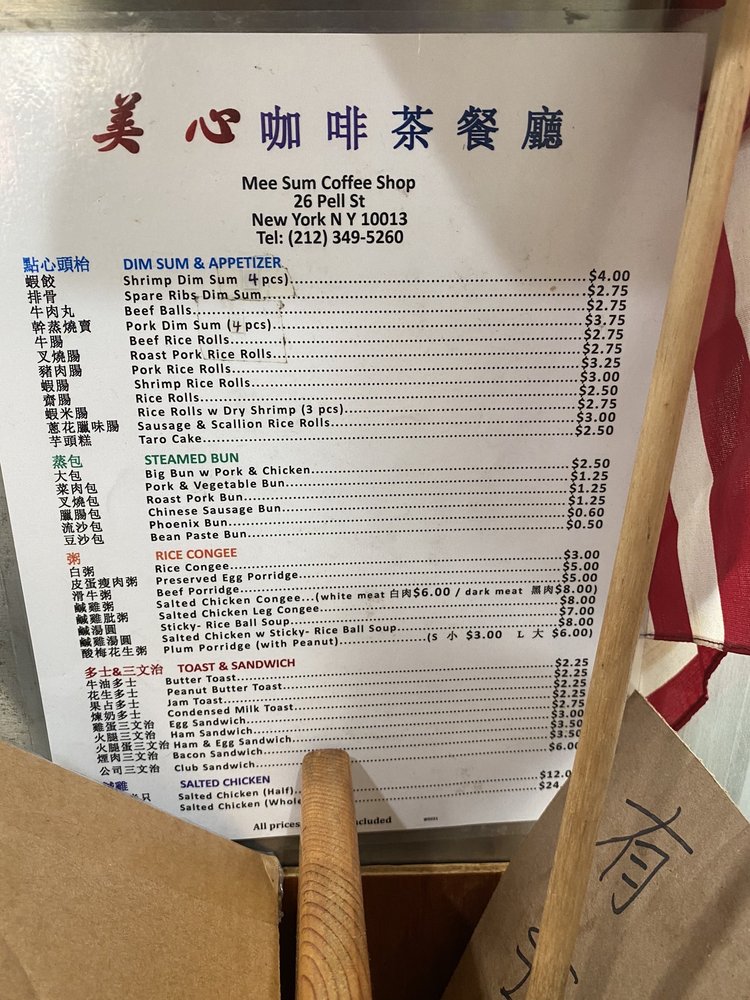 美心咖啡茶餐廳
Mee Sum Coffee Shop
26 Pell St
New York N Y 10013
Tel: (212) 349-5260
點心頭枱 DIM SUM & APPETIZER
蝦餃 Shrimp Dim Sum 4 pcs) $4.00
排骨 Spare Ribs Dim Sum $2.75
牛肉丸 Beef Balls $2.75
幹蒸燒賣 Pork Dim Sum (4 pcs) $3.75
牛腸 Beef Rice Rolls $2.75
叉燒腸 Roast Pork Rice Rolls $2.75
豬肉腸 Pork Rice Rolls $3.25
蝦腸 Shrimp Rice Rolls $3.00
齋腸 Rice Rolls $2.50
蝦米腸 Rice Rolls w Dry Shrimp (3 pcs) $2.75
蔥花臘味腸 Sausage & Scallion Rice Rolls $3.00
芋頭糕 Taro Cake $2.50
蒸包 STEAMED BUN
大包 Big Bun w Pork & Chicken $2.50
菜肉包 Pork & Vegetable Bun $1.25
叉燒包 Roast Pork Bun $1.25
臘腸包 Chinese Sausage Bun $1.25
流沙包 Phoenix Bun $0.60
豆沙包 Bean Paste Bun $0.50
粥 RICE CONGEE
白粥 Rice Congee $3.00
皮蛋瘦肉粥 Preserved Egg Porridge $5.00
滑牛粥 Beef Porridge $5.00
鹹雞粥 Salted Chicken Congee...(white meat 白肉$6.00 / dark meat 黑肉$8.00)
鹹雞肶粥 Salted Chicken Leg Congee $8.00
鹹湯圓 Sticky- Rice Ball Soup $7.00
鹹雞湯圓 Salted Chicken w Sticky- Rice Ball Soup $8.00
酸梅花生粥 Plum Porridge (with Peanut) (S 小 $3.00 L 大 $6.00)
多士&三文治 TOAST & SANDWICH
牛油多士 Butter Toast $2.25
花生多士 Peanut Butter Toast $2.25
果占多士 Jam Toast $2.25
煉奶多士 Condensed Milk Toast $2.25
雞蛋三文治 Egg Sandwich $2.75
火腿三文治 Ham Sandwich $3.00
火腿蛋三文治 Ham & Egg Sandwich $3.50
煙肉三文治 Bacon Sandwich $3.50
公司三文治 Club Sandwich $6.00
鹹雞 SALTED CHICKEN
只 Salted Chicken (Half) $12.0
Salted Chicken (Whole $24.
All prices included
有